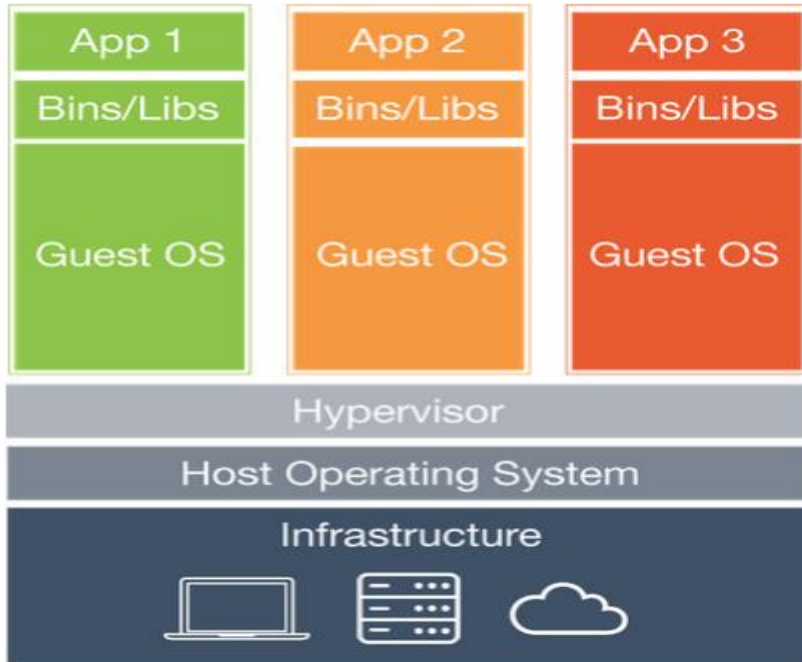 App 1
App 2
App 3
Bins/Libs
Bins/Libs
Bins/Libs
Guest OS
Guest OS
Guest OS
Hypervisor
Host Operating System
Infrastructure